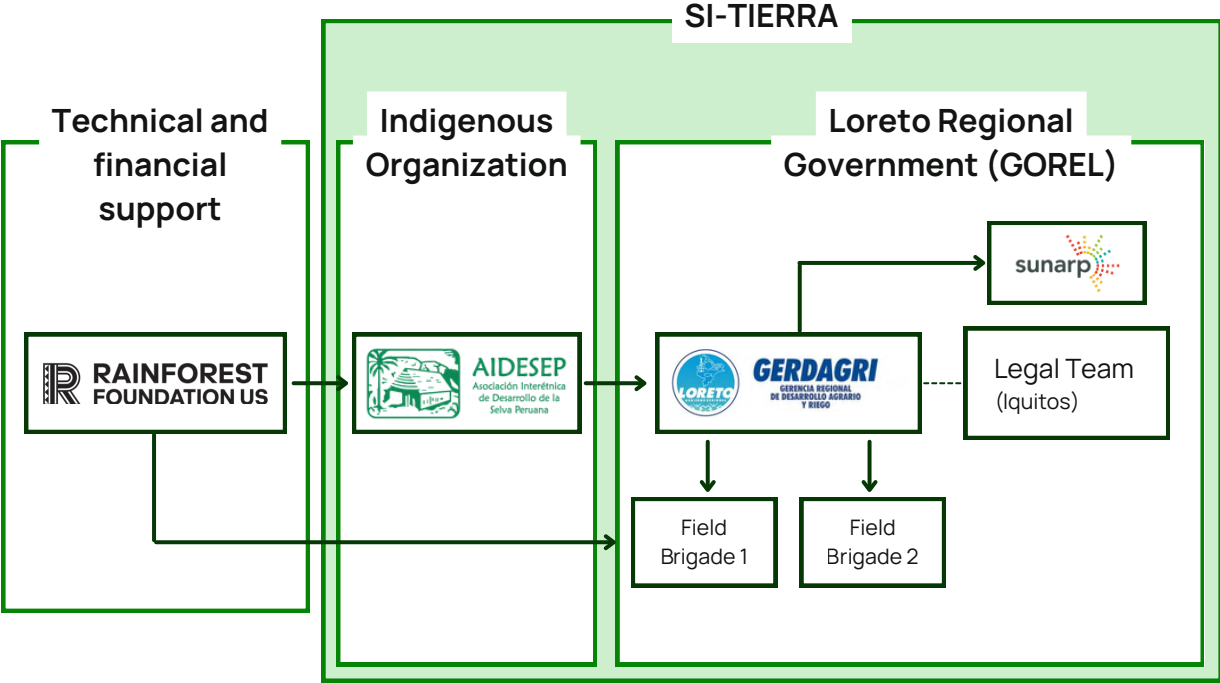 SI-TIERRA
Technical and
financial
support
Indigenous
Organization
Loreto Regional
Government (GOREL)
sunarp
RAINFOREST
FOUNDATION US
AIDESEP
Asociación Interétnica
de Desarrollo de la
Selva Peruana
LORETO
GERDAGRI
GERENCIA REGIONAL
DE DESARROLLO AGRARIO
Y RIEGO
Legal Team
(Iquitos)
Field
Brigade 1
Field
Brigade 2